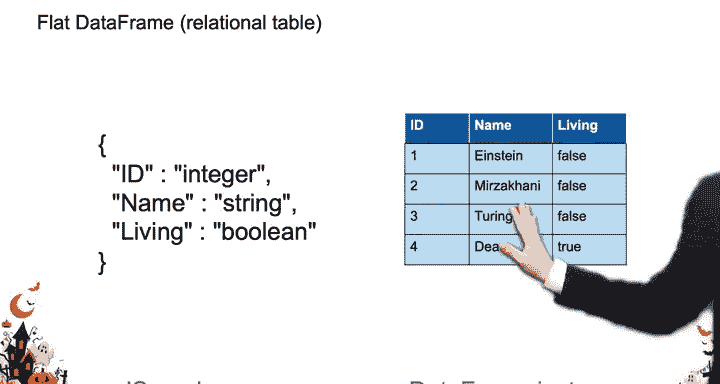 Flat DataFrame (relational table)
{
"ID" : "integer",
"Name" : "string",
"Living" : "boolean"
}
ID Name Living
1 Einstein false
2 Mirzakhani false
3 Turing false
4 true